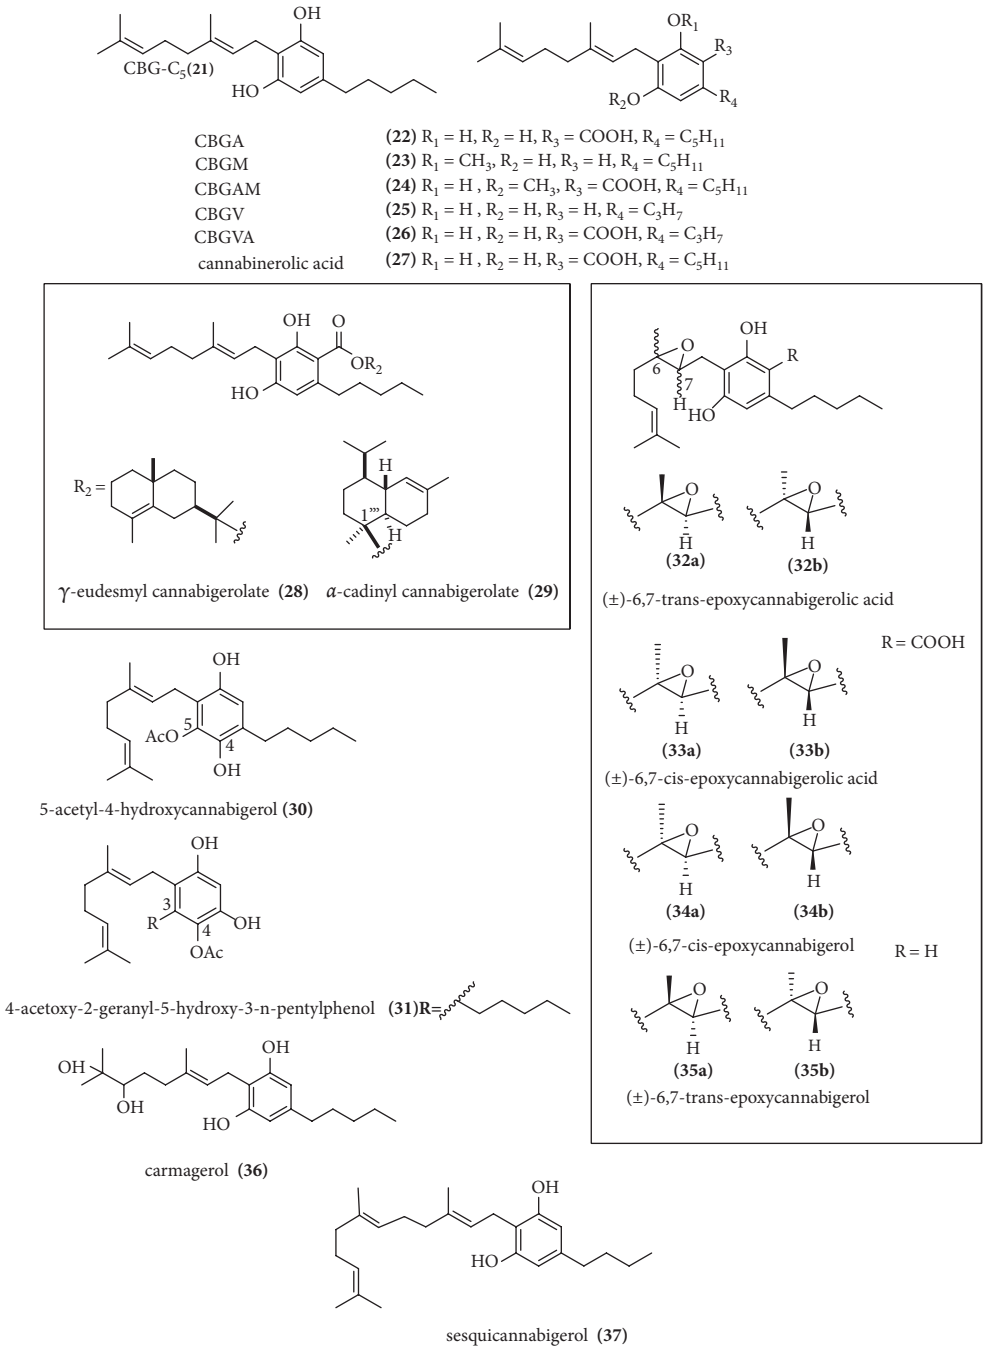 OH
HO
CBG-C₅(21)
OR₁
R₃
R₂O
R₄
CBGA (22) R₁ = H, R₂ = H, R₃ = COOH, R₄ = C₅H₁₁
CBGM (23) R₁ = CH₃, R₂ = H, R₃ = H, R₄ = C₅H₁₁
CBGAM (24) R₁ = H , R₂ = CH₃, R₃ = COOH, R₄ = C₅H₁₁
CBGV (25) R₁ = H , R₂ = H, R₃ = H, R₄ = C₃H₇
CBGVA (26) R₁ = H , R₂ = H, R₃ = COOH, R₄ = C₃H₇
cannabinerolic acid (27) R₁ = H , R₂ = H, R₃ = COOH, R₄ = C₅H₁₁
OH O
OR₂
HO
R₂ =
H
1'''
H
γ-eudesmyl cannabigerolate (28) α-cadinyl cannabigerolate (29)
OH
O
R
6
7
H
HO
O O
H H
(32a) (32b)
(±)-6,7-trans-epoxycannabigerolic acid
R = COOH
O O
H H
(33a) (33b)
(±)-6,7-cis-epoxycannabigerolic acid
O O
H H
(34a) (34b)
(±)-6,7-cis-epoxycannabigerol
R = H
O O
H H
(35a) (35b)
(±)-6,7-trans-epoxycannabigerol
OH
5
AcO
4
OH
5-acetyl-4-hydroxycannabigerol (30)
OH
3
R
4
OH
OAc
4-acetoxy-2-geranyl-5-hydroxy-3-n-pentylphenol (31)R=
OH
OH
OH
HO
carmagerol (36)
OH
HO
sesquicannabigerol (37)